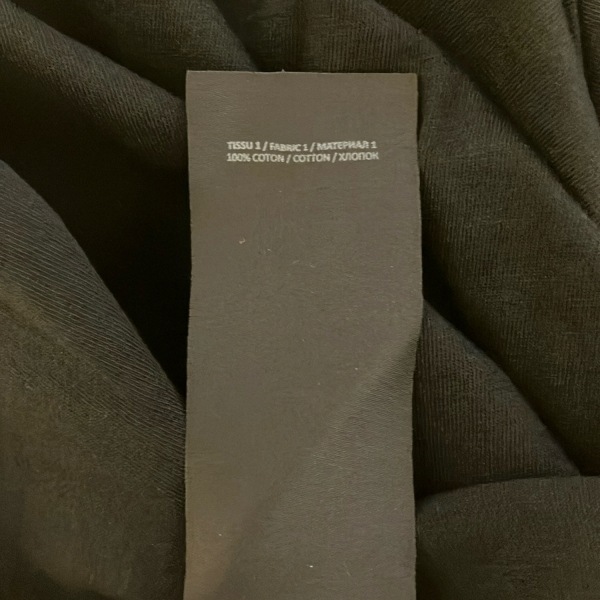 TISSU 1 / FABRIC 1 / МАТЕРИАЛ 1
100% COTON / COTTON / ХЛОПОК